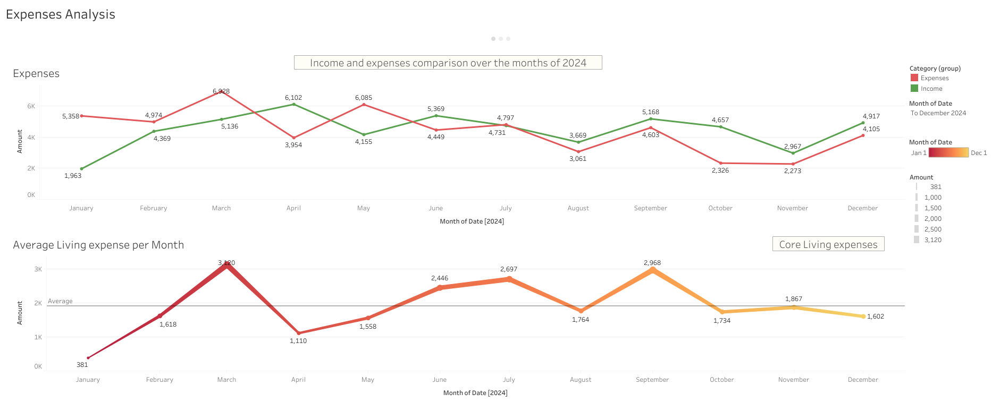 Expenses Analysis
Income and expenses comparison over the months of 2024
Expenses
Amount
6K
4K
2K
0K
5,358
4,974
6,928
3,954
6,085
4,449
4,797
3,061
4,603
2,326
2,273
4,105
1,963
4,369
5,136
6,102
4,155
5,369
4,731
3,669
5,168
4,657
2,967
4,917
January February March April May June July August September October November December
Month of Date [2024]
Category (group)
Expenses
Income
Month of Date
To December 2024
Month of Date
Jan 1 Dec 1
Amount
381
1,000
1,500
2,000
2,500
3,120
Average Living expense per Month
Core Living expenses
Amount
3K
2K
1K
0K
Average
381
1,618
3,120
1,110
1,558
2,446
2,697
1,764
2,968
1,734
1,867
1,602
January February March April May June July August September October November December
Month of Date [2024]